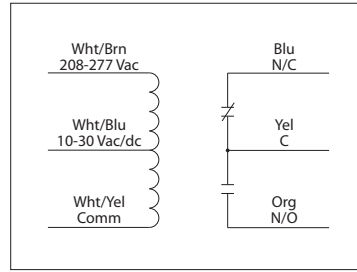 Wht/Brn
208-277 Vac
Wht/Blu
10-30 Vac/dc
Wht/Yel
Comm
Blu
N/C
Yel
C
Org
N/O